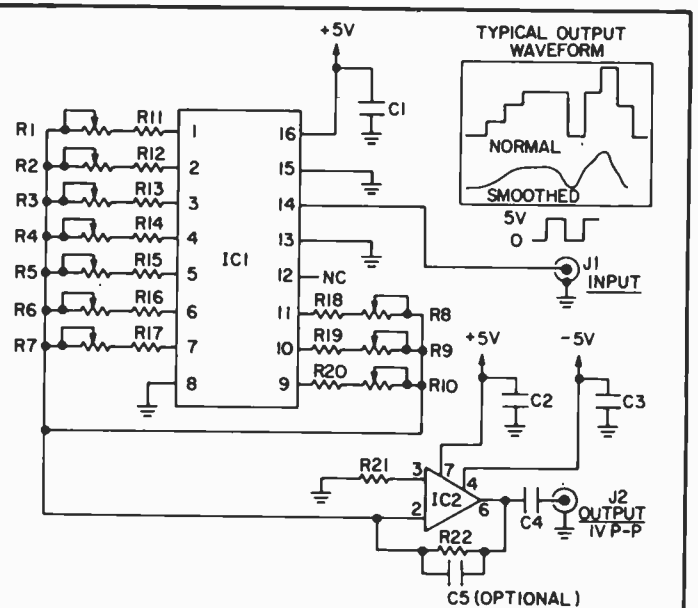 +5V
TYPICAL OUTPUT
WAVEFORM
NORMAL
SMOOTHED
5V
0
C1
R1 R11 1 16
R2 R12 2 15
R3 R13 3 14
R4 R14 4 13
R5 R15 5 IC1 12 NC
R6 R16 6 11 R18 R8
R7 R17 7 10 R19 R9
8 9 R20 R10
J1
INPUT
+5V
-5V
C2
C3
R21 3 7
4
IC2
2 6
C4
J2
OUTPUT
1V P-P
R22
C5 (OPTIONAL)